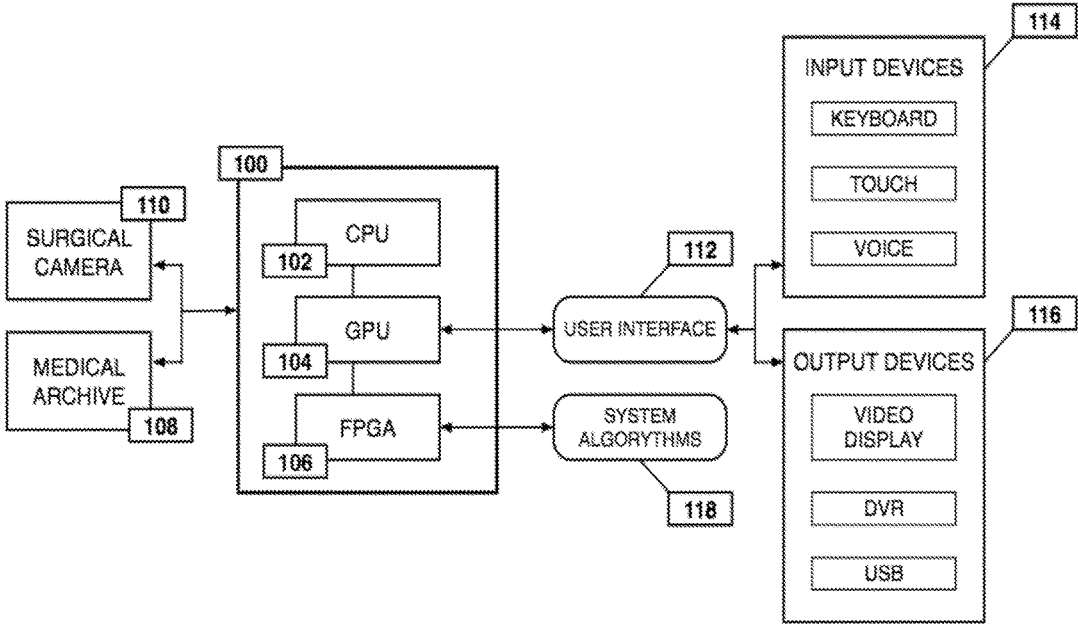 114
INPUT DEVICES
KEYBOARD
TOUCH
VOICE
100
110
SURGICAL
CAMERA
CPU
102
112
GPU
104
USER INTERFACE
116
OUTPUT DEVICES
MEDICAL
ARCHIVE
108
FPGA
106
SYSTEM
ALGORYTHMS
118
VIDEO
DISPLAY
DVR
USB